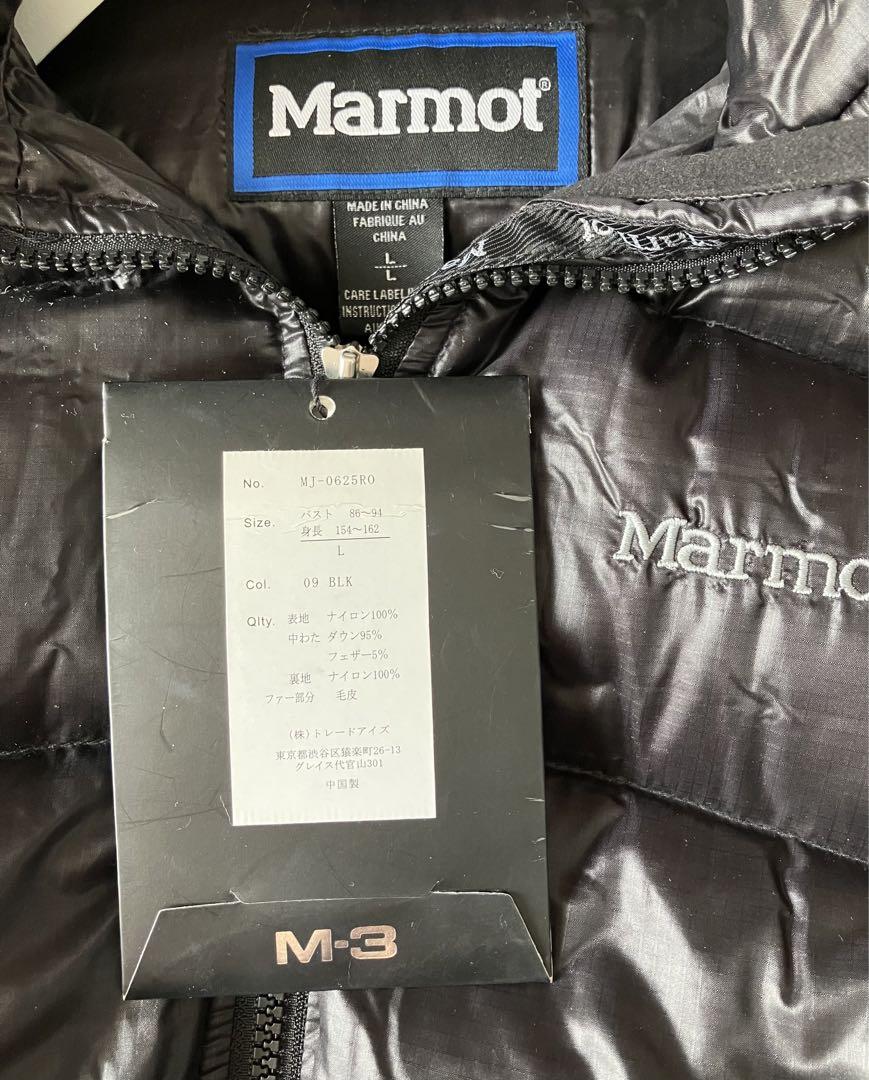 Marmot®
MADE IN CHINA
FABRIQUE AU
CHINA
L
L
CARE LABEL
No. MJ-0625RO
Size. バスト 86〜94
身長 154〜162
L
Col. 09 BLK
Qlty. 表地 ナイロン100%
中わた ダウン95%
フェザー5%
裏地 ナイロン100%
ファー部分 毛皮
(株)トレードアイズ
東京都渋谷区猿楽町26-13
グレイス代官山301
中国製
M-3